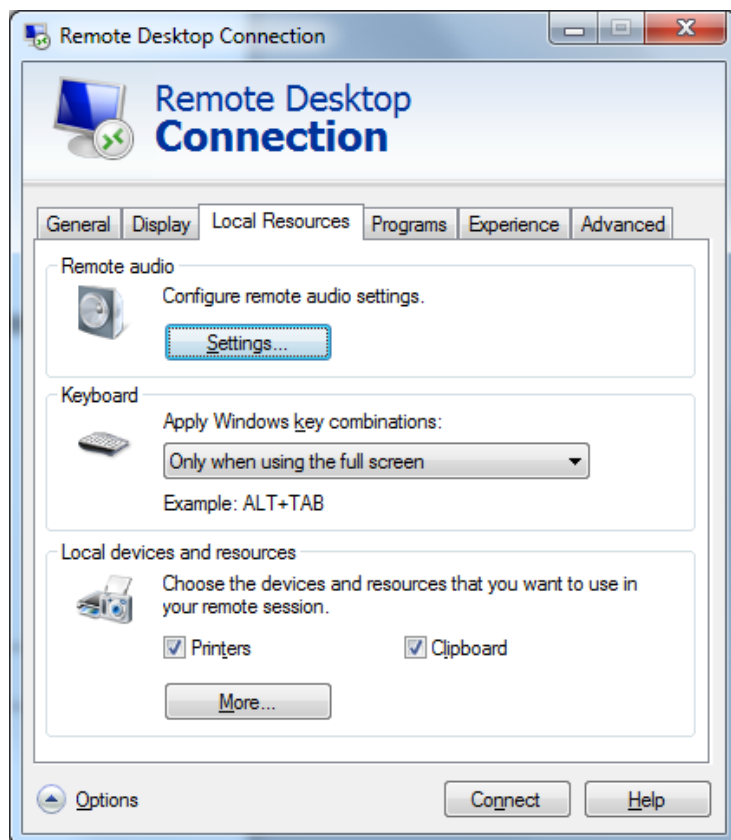 Remote Desktop Connection
Remote Desktop
Connection
General Display Local Resources Programs Experience Advanced
Remote audio
Configure remote audio settings.
Settings...
Keyboard
Apply Windows key combinations:
Only when using the full screen
Example: ALT+TAB
Local devices and resources
Choose the devices and resources that you want to use in
your remote session.
Printers Clipboard
More...
Options Connect Help